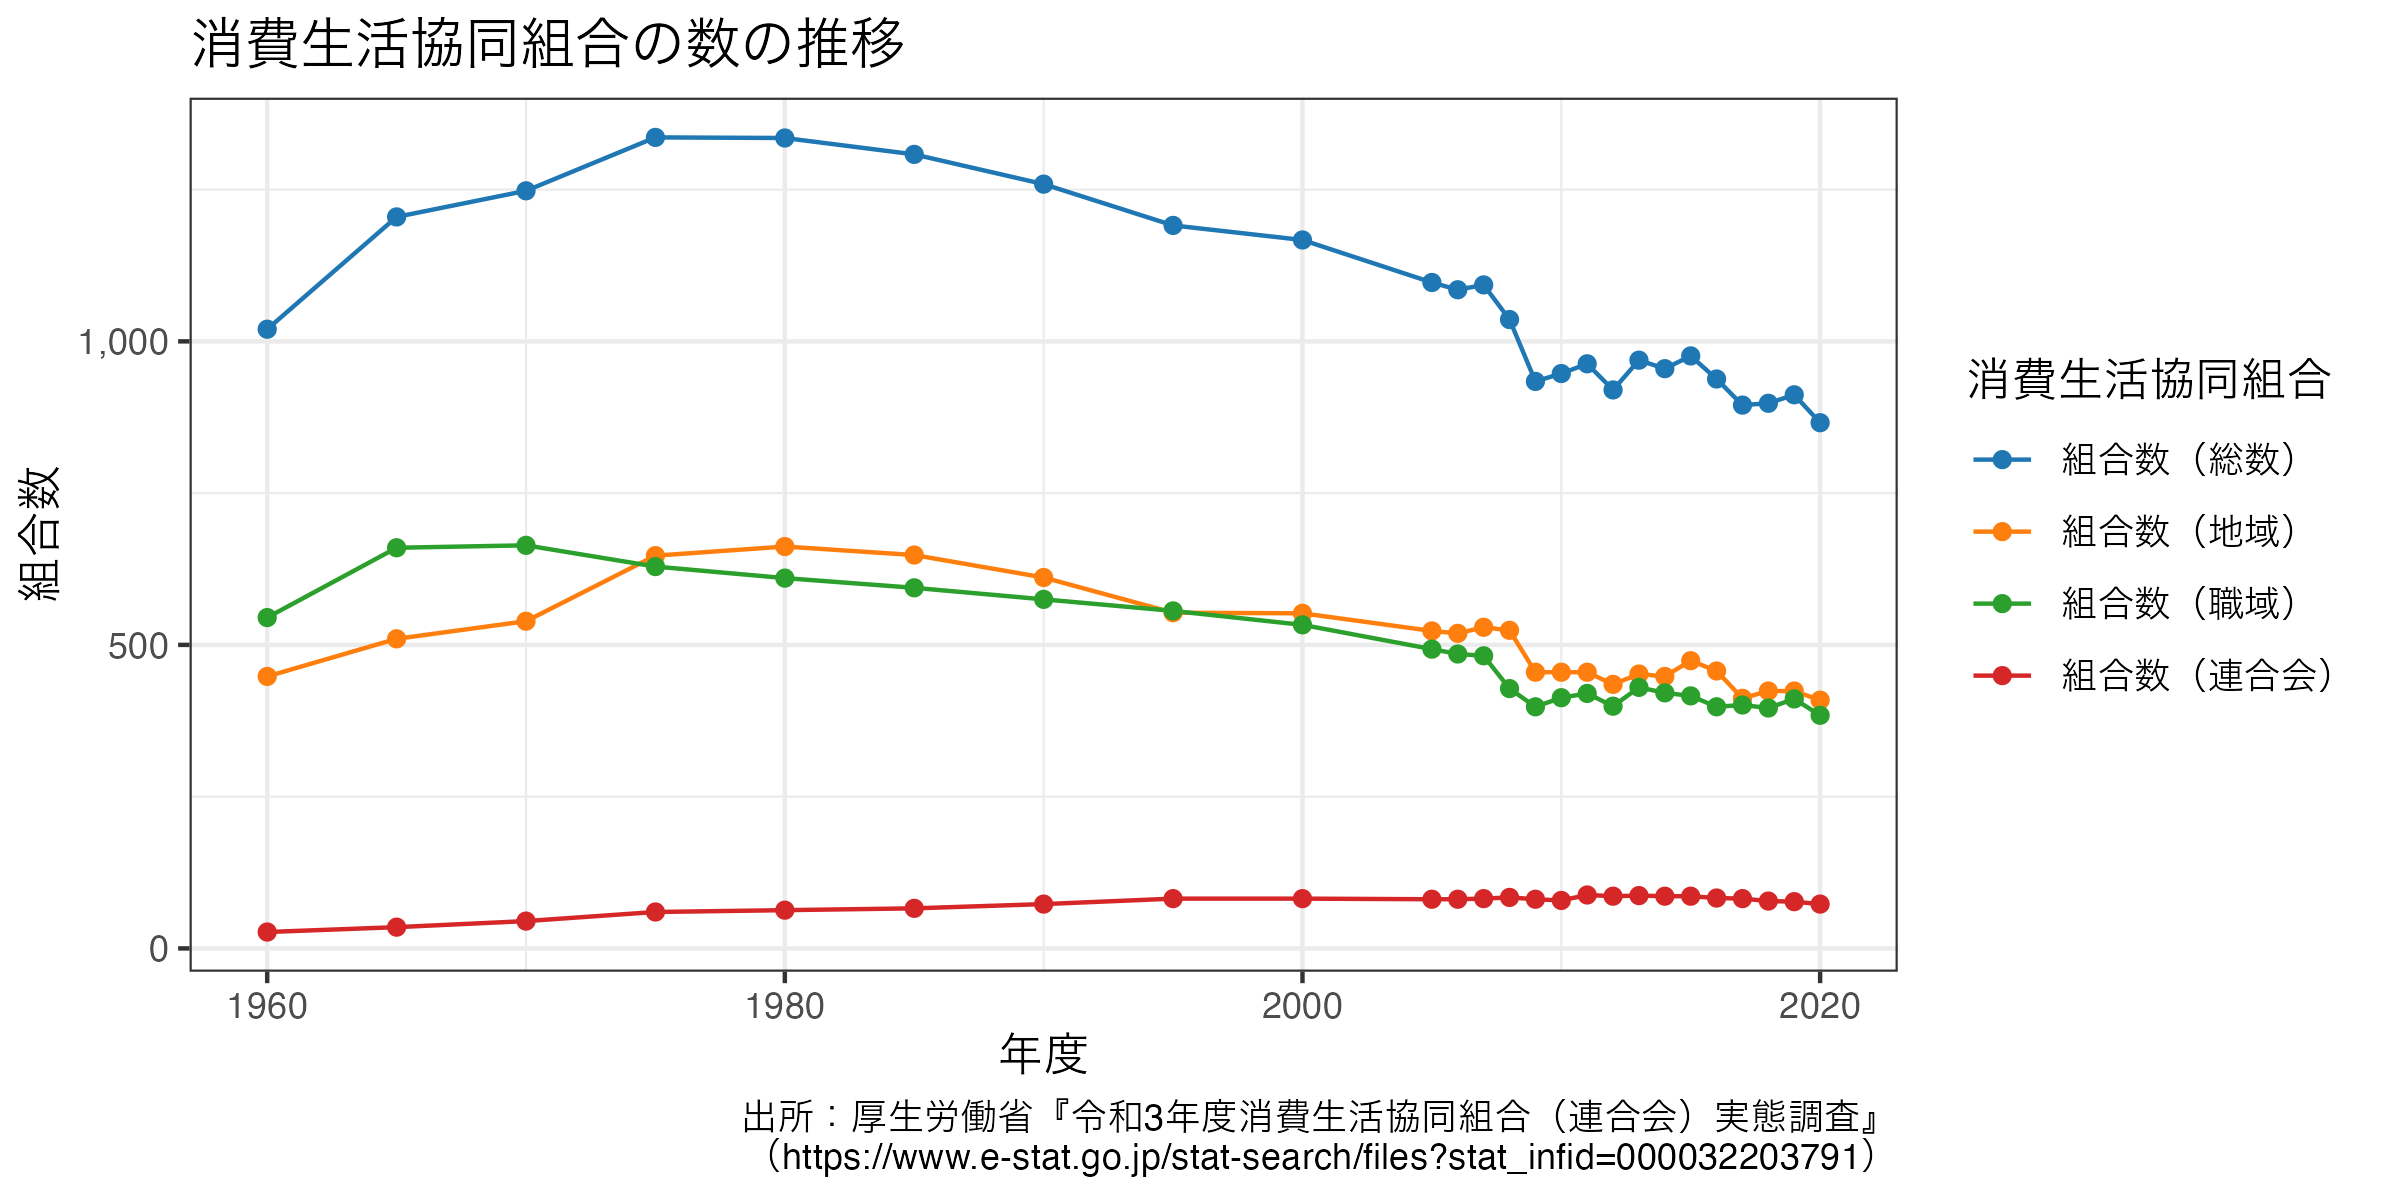 消費生活協同組合の数の推移
組合数
1,000
500
0
1960
1980
2000
2020
年度
消費生活協同組合
組合数（総数）
組合数（地域）
組合数（職域）
組合数（連合会）
出所：厚生労働省『令和3年度消費生活協同組合（連合会）実態調査』
（https://www.e-stat.go.jp/stat-search/files?stat_infid=000032203791）